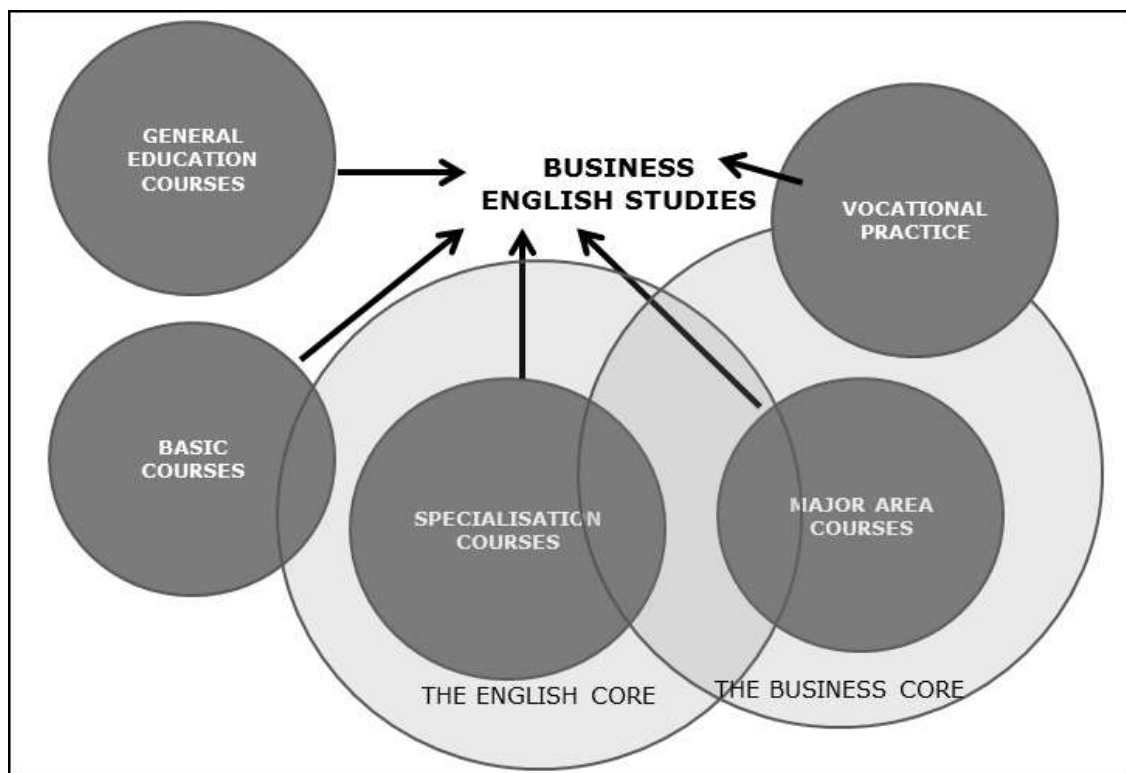 GENERAL
EDUCATION
COURSES
BUSINESS
ENGLISH STUDIES
VOCATIONAL
PRACTICE
BASIC
COURSES
SPECIALISATION
COURSES
MAJOR AREA
COURSES
THE ENGLISH CORE
THE BUSINESS CORE